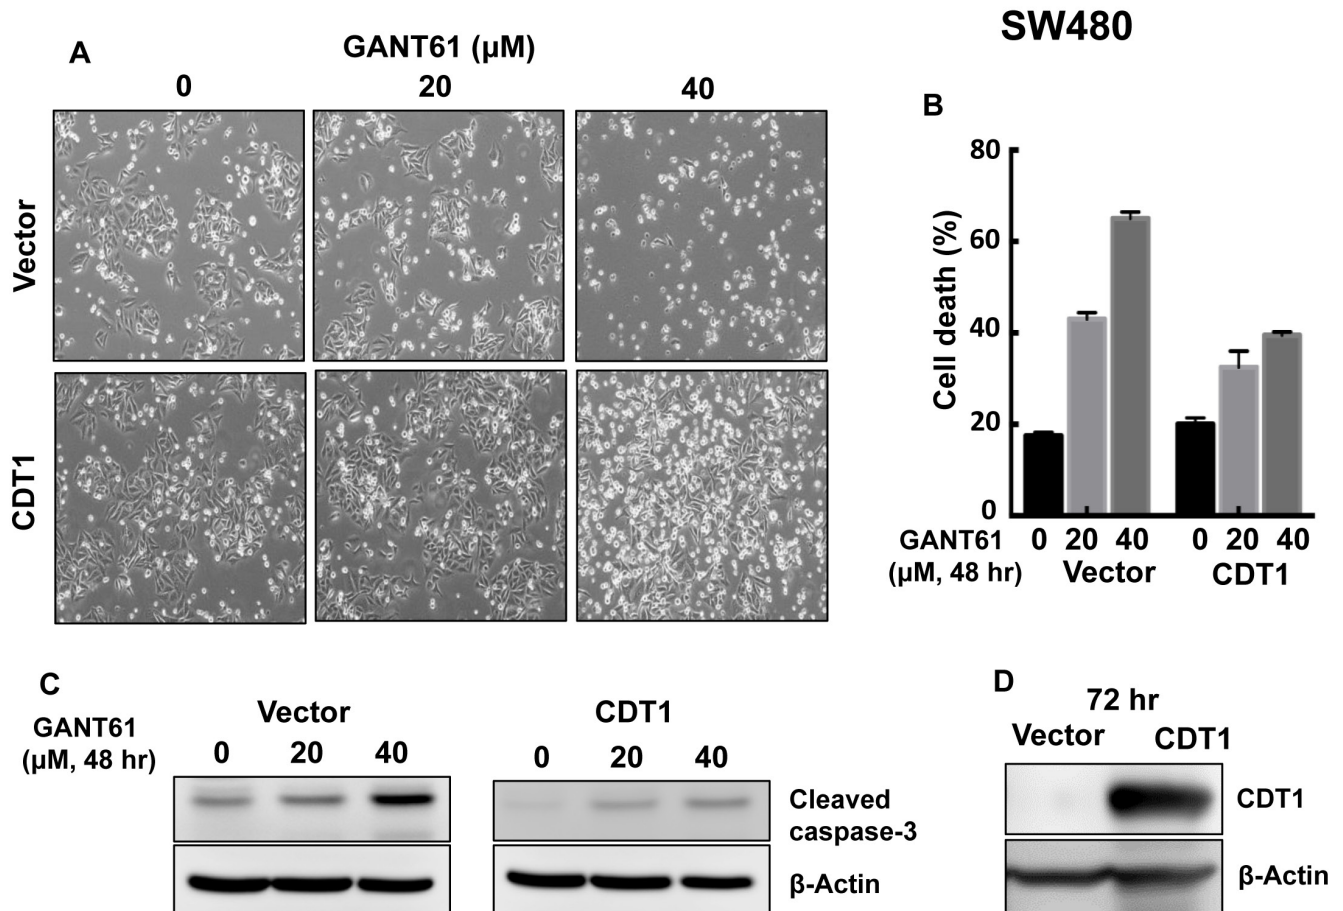 SW480
A
GANT61 (µM)
0 20 40
Vector
CDT1
B
80
60
40
20
0
Cell death (%)
GANT61 0 20 40 0 20 40
(µM, 48 hr) Vector CDT1
C
Vector CDT1
GANT61
(µM, 48 hr)
0 20 40 0 20 40
Cleaved
caspase-3
β-Actin
D
72 hr
Vector CDT1
CDT1
β-Actin